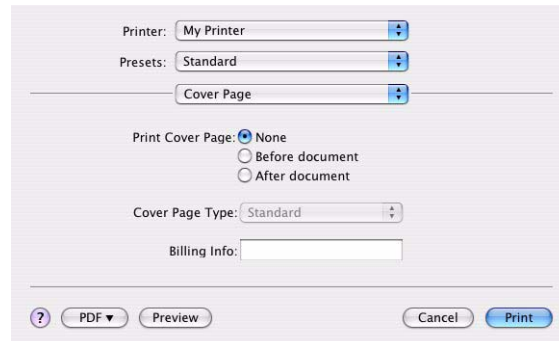 Printer: My Printer
Presets: Standard
Cover Page
Print Cover Page: None
Before document
After document
Cover Page Type: Standard
Billing Info:
? PDF ▼ Preview Cancel Print